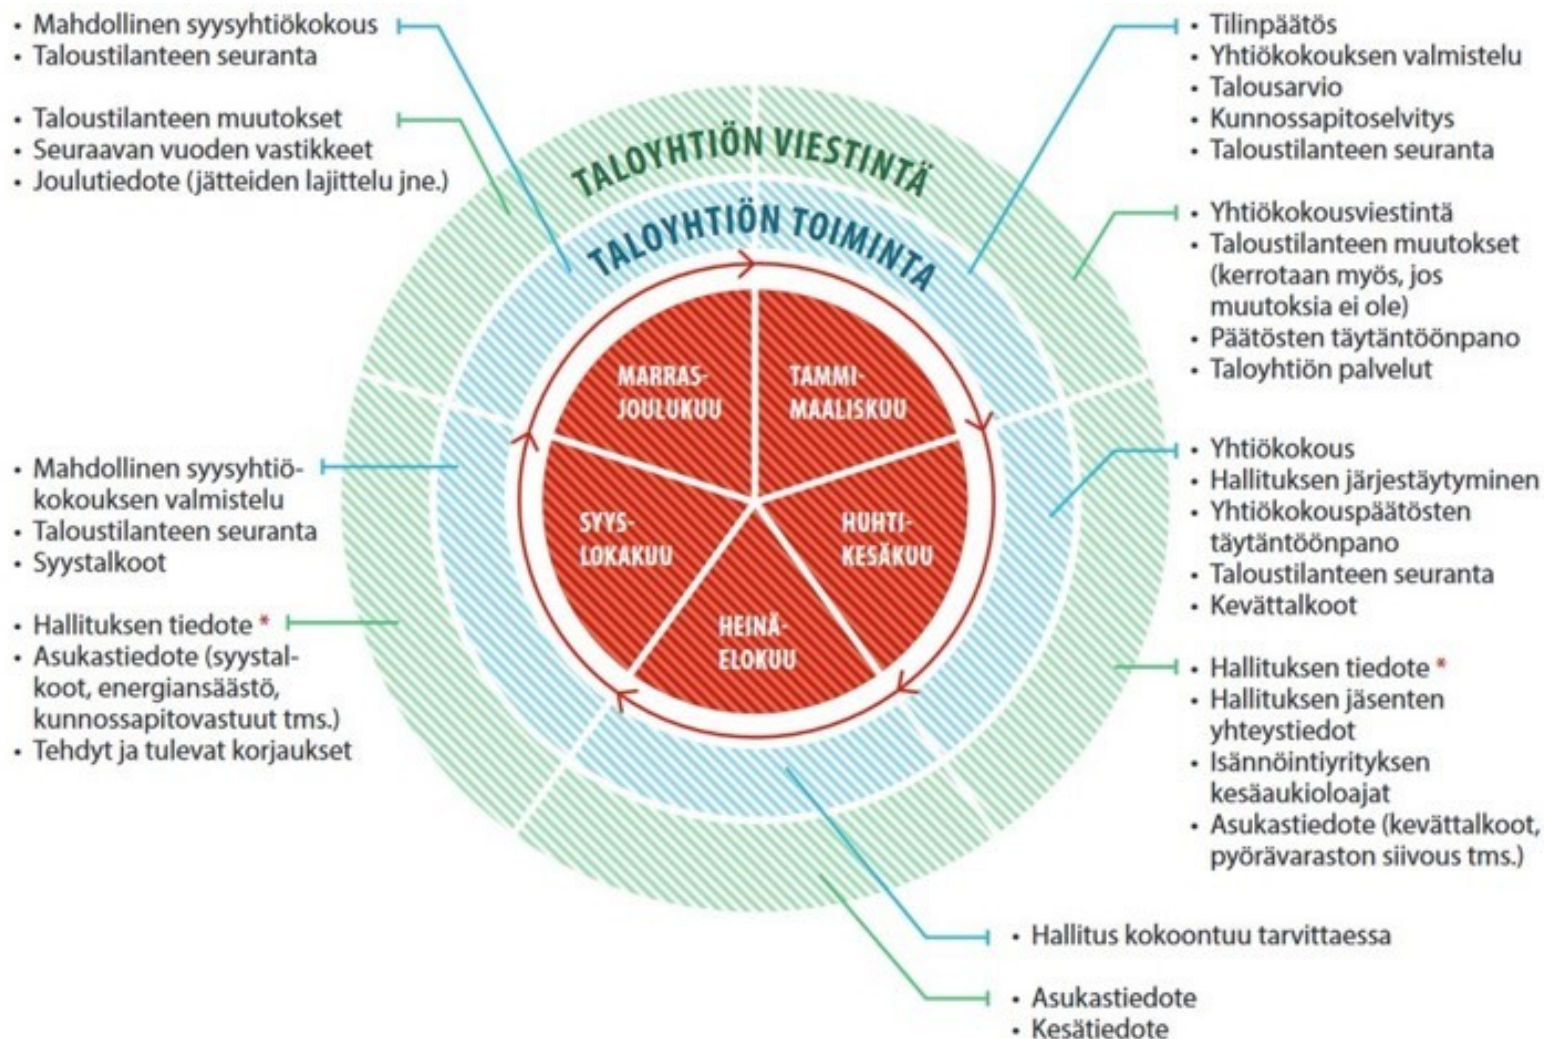 • Mahdollinen syysyhtiökokous
• Taloustilanteen seuranta
• Taloustilanteen muutokset
• Seuraavan vuoden vastikkeet
• Joulutiedote (jätteiden lajittelu jne.)
• Mahdollinen syysyhtiö-
kokouksen valmistelu
• Taloustilanteen seuranta
• Syystalkoot
• Hallituksen tiedote *
• Asukastiedote (syystal-
koot, energiansäästö,
kunnossapitovastuut tms.)
• Tehdyt ja tulevat korjaukset
TALOYHTIÖN VIESTINTÄ
TALOYHTIÖN TOIMINTA
MARRAS-
JOULUKUU
TAMMI-
MAALISKUU
SYYS-
LOKAKUU
HUHTI-
KESÄKUU
HEINÄ-
ELOKUU
• Tilinpäätös
• Yhtiökokouksen valmistelu
• Talousarvio
• Kunnossapitoselvitys
• Taloustilanteen seuranta
• Yhtiökokousviestintä
• Taloustilanteen muutokset
(kerrotaan myös, jos
muutoksia ei ole)
• Päätösten täytäntöönpano
• Taloyhtiön palvelut
• Yhtiökokous
• Hallituksen järjestäytyminen
• Yhtiökokouspäätösten
täytäntöönpano
• Taloustilanteen seuranta
• Kevättalkoot
• Hallituksen tiedote *
• Hallituksen jäsenten
yhteystiedot
• Isännöintiyrityksen
kesäaukioloajat
• Asukastiedote (kevättalkoot,
pyörävaraston siivous tms.)
• Hallitus kokoontuu tarvittaessa
• Asukastiedote
• Kesätiedote